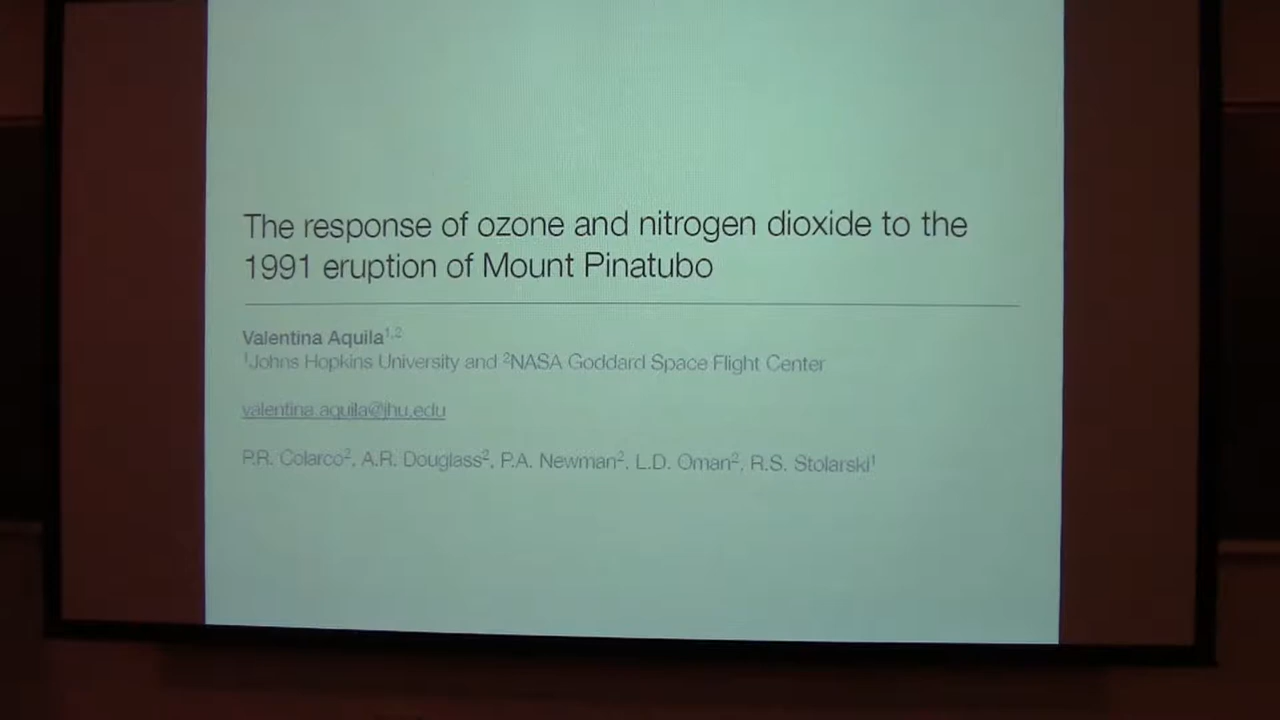 The response of ozone and nitrogen dioxide to the
1991 eruption of Mount Pinatubo
Valentina Aquila1,2
1Johns Hopkins University and 2NASA Goddard Space Flight Center
valentina.aquila@jhu.edu
P.R. Colarco2, A.R. Douglass2, P.A. Newman2, L.D. Oman2, R.S. Stolarski1